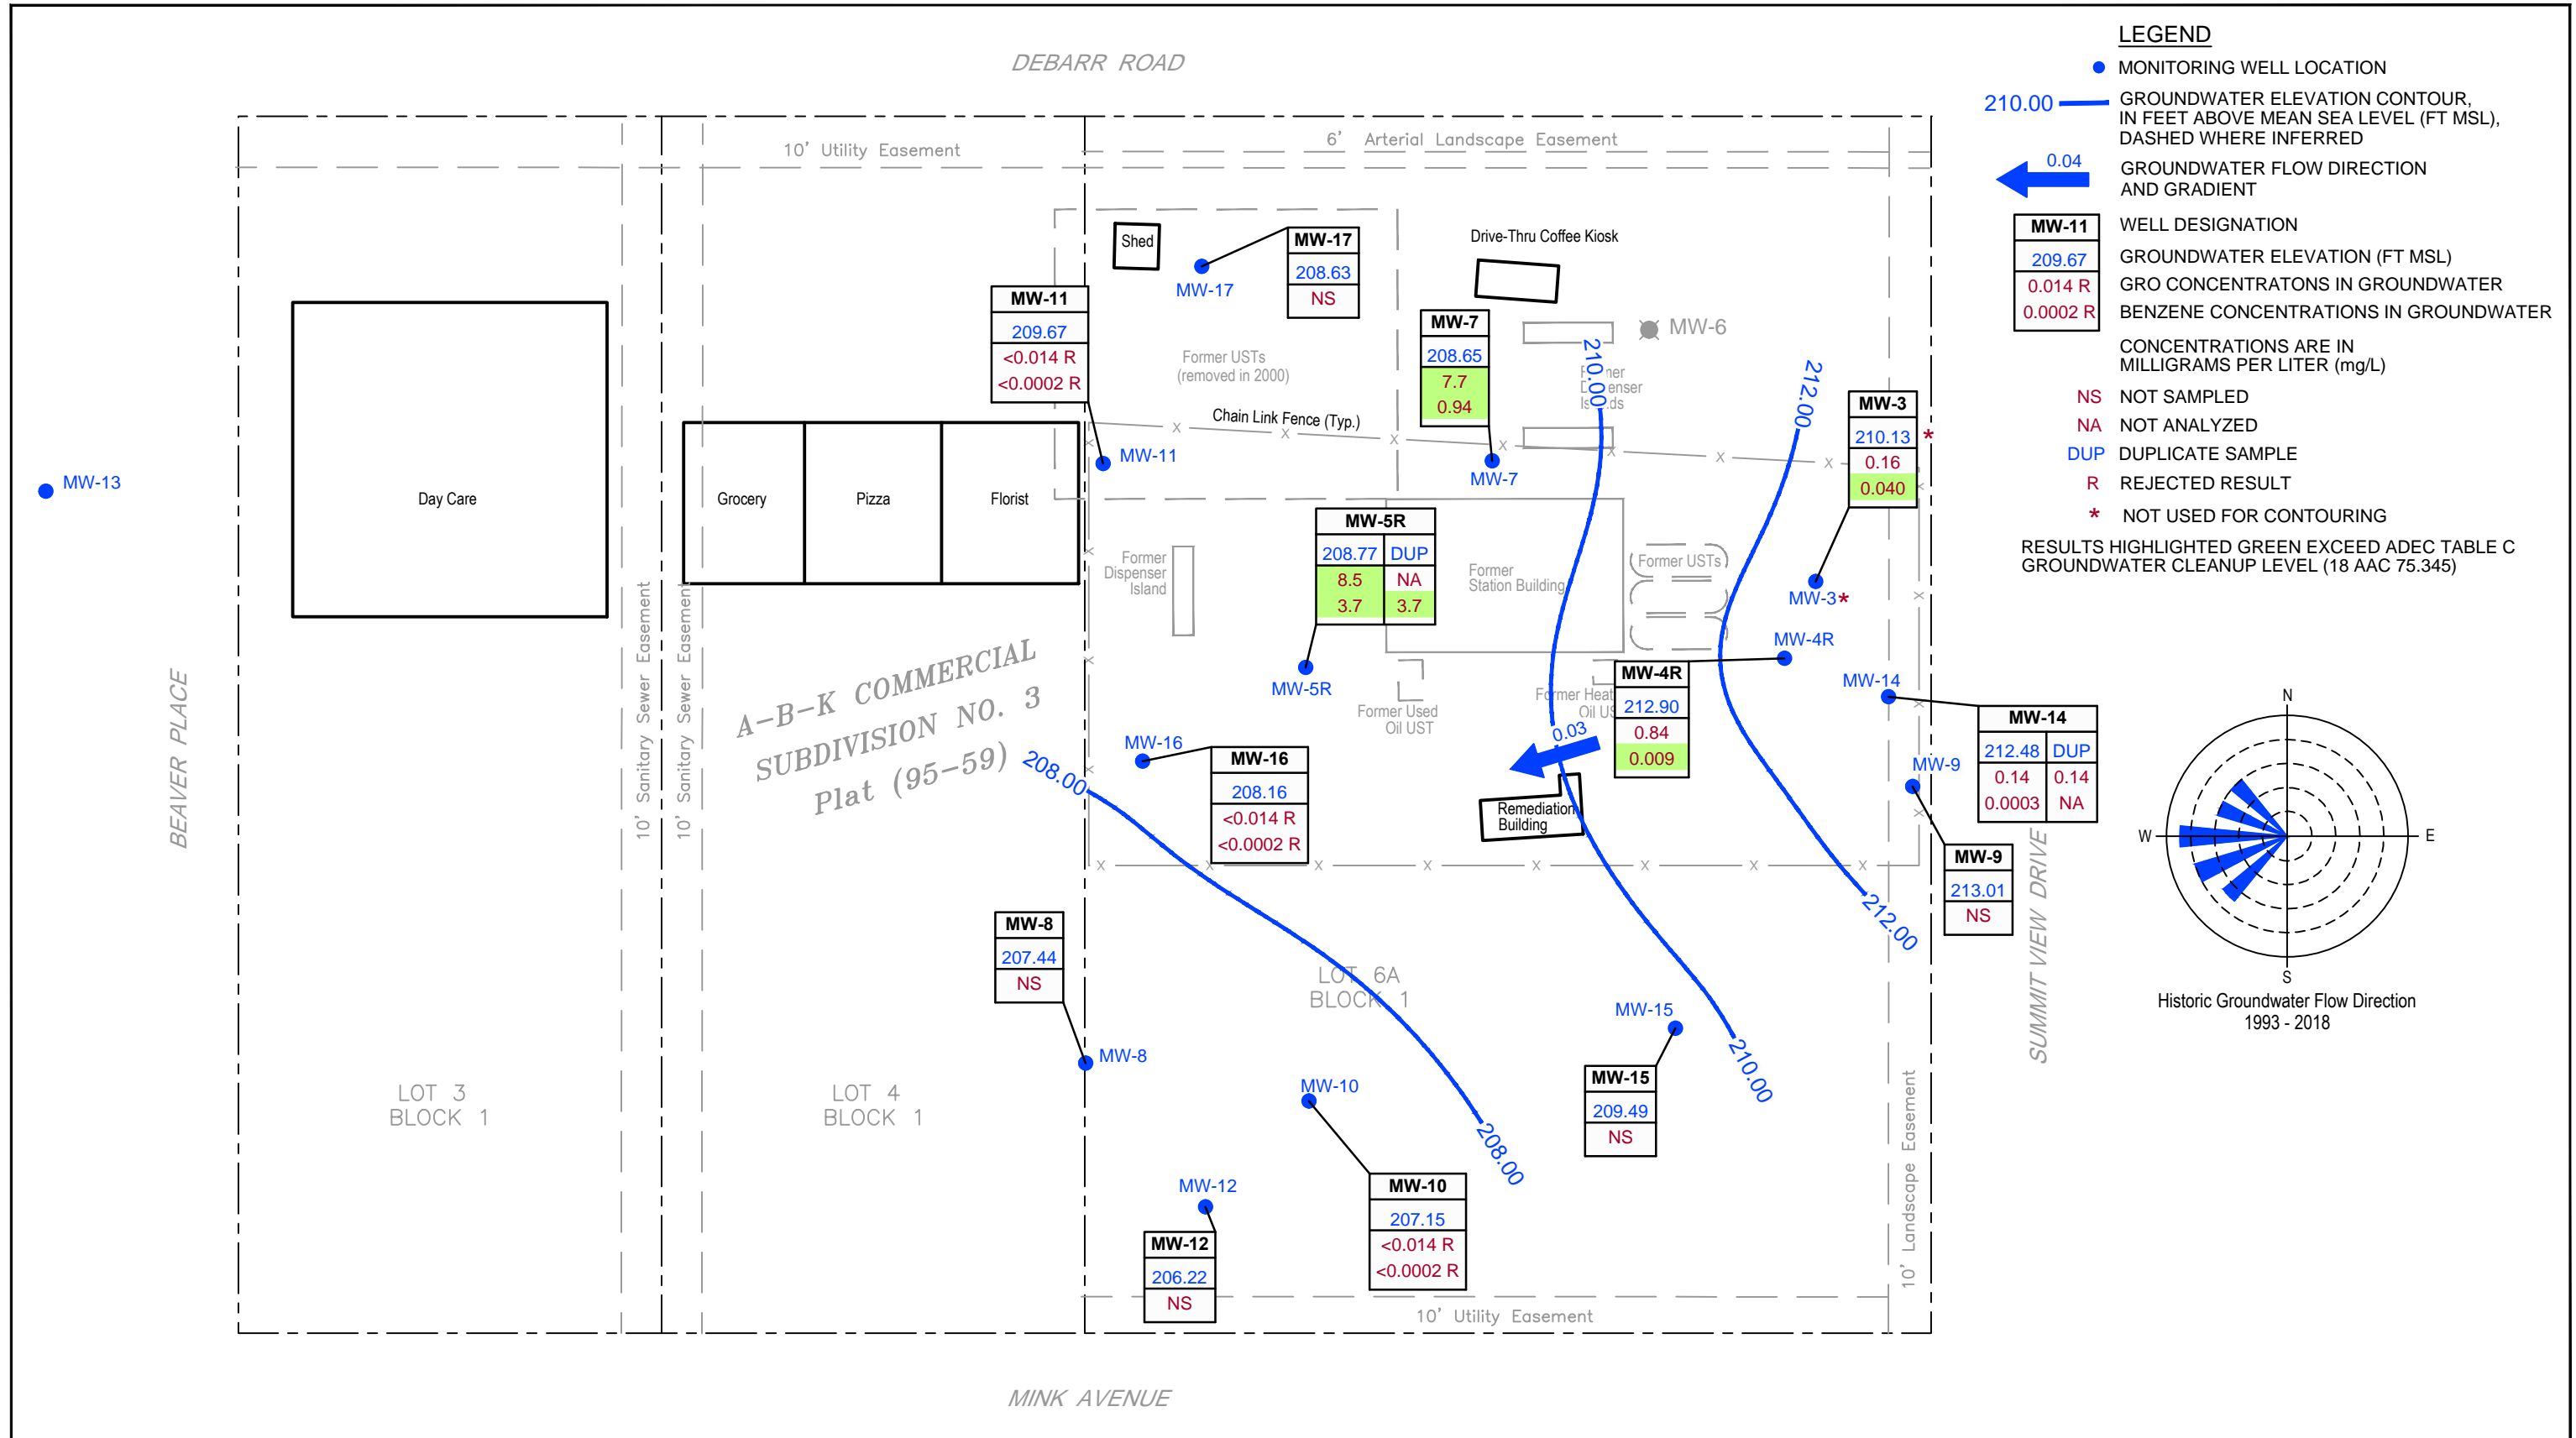 DEBARR ROAD
10' Utility Easement
6' Arterial Landscape Easement
Shed
MW-17
MW-17
208.63
NS
Drive-Thru Coffee Kiosk
MW-11
209.67
<0.014 R
<0.0002 R
Former USTs
(removed in 2000)
MW-7
208.65
7.7
0.94
MW-6
210.00
212.00
MW-3
210.13 *
0.16
0.040
Chain Link Fence (Typ.)
MW-11
MW-7
MW-13
Day Care
Grocery
Pizza
Florist
MW-5R
208.77 DUP
8.5 NA
3.7 3.7
Former
Dispenser
Island
Former
Station Building
Former USTs
MW-3*
MW-4R
MW-5R
MW-4R
212.90
0.84
0.009
Former Used
Oil UST
Former
Oil
MW-14
MW-14
212.48 DUP
0.14 0.14
0.0003 NA
0.03
MW-16
MW-16
208.16
<0.014 R
<0.0002 R
Remediation
Building
MW-9
MW-9
213.01
NS
A-B-K COMMERCIAL
SUBDIVISION NO. 3
Plat (95-59)
208.00
212.00
BEAVER PLACE
10' Sanitary Sewer Easement
10' Sanitary Sewer Easement
SUMMIT VIEW DRIVE
MW-8
207.44
NS
LOT 6A
BLOCK 1
MW-15
MW-15
209.49
NS
210.00
MW-8
MW-10
208.00
LOT 3
BLOCK 1
LOT 4
BLOCK 1
10' Landscape Easement
MW-12
MW-12
206.22
NS
MW-10
207.15
<0.014 R
<0.0002 R
10' Utility Easement
MINK AVENUE
LEGEND
MONITORING WELL LOCATION
210.00 GROUNDWATER ELEVATION CONTOUR,
IN FEET ABOVE MEAN SEA LEVEL (FT MSL),
DASHED WHERE INFERRED
0.04 GROUNDWATER FLOW DIRECTION
AND GRADIENT
MW-11 WELL DESIGNATION
209.67 GROUNDWATER ELEVATION (FT MSL)
0.014 R GRO CONCENTRATONS IN GROUNDWATER
0.0002 R BENZENE CONCENTRATIONS IN GROUNDWATER
CONCENTRATIONS ARE IN
MILLIGRAMS PER LITER (mg/L)
NS NOT SAMPLED
NA NOT ANALYZED
DUP DUPLICATE SAMPLE
R REJECTED RESULT
* NOT USED FOR CONTOURING
RESULTS HIGHLIGHTED GREEN EXCEED ADEC TABLE C
GROUNDWATER CLEANUP LEVEL (18 AAC 75.345)
N
W
E
S
Historic Groundwater Flow Direction
1993 - 2018